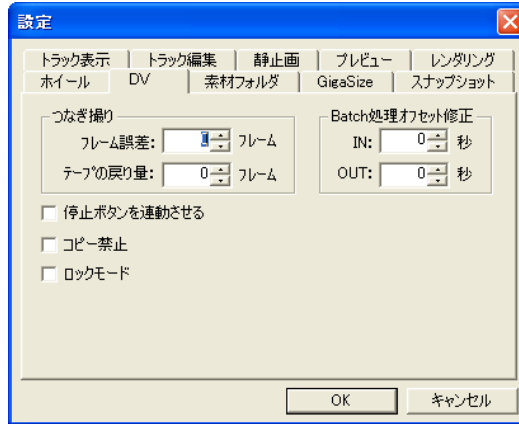 設定
トラック表示 トラック編集 静止画 プレビュー レンダリング
ホイール DV 素材フォルダ GigaSize スナップショット
つなぎ撮り Batch処理オフセット修正
フレーム誤差: フレーム IN: 0 秒
テープの戻り量: 0 フレーム OUT: 0 秒
停止ボタンを連動させる
コピー禁止
ロックモード
OK キャンセル